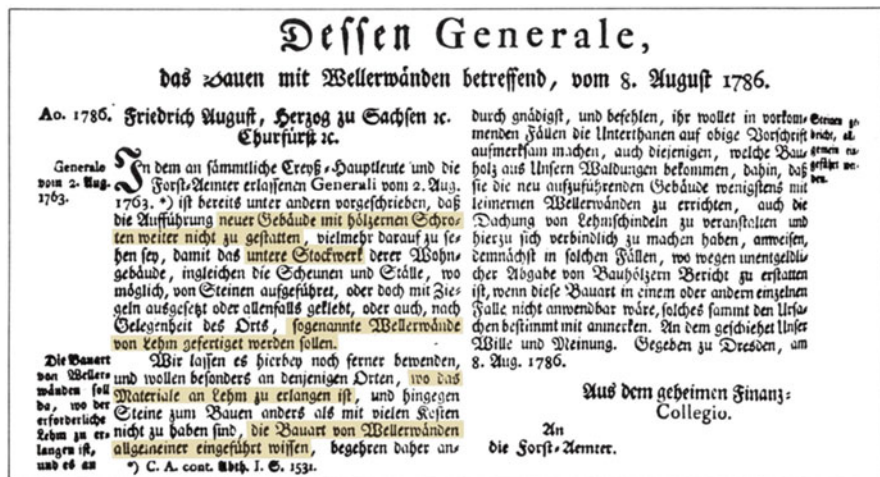 Dessen Generale,
das Bauen mit Wellerwänden betreffend, vom 8. August 1786.
Ao. 1786. Friedrich August, Herzog zu Sachsen ꝛc.
Churfürst ꝛc.
Generale
vom 2. Aug.
1763.
In dem an sämmtliche Creyß-Hauptleute und die
Forst-Aemter erlassenen Generali vom 2. Aug.
1763. *) ist bereits unter andern vorgeschrieben, daß
die Aufführung neuer Gebäude mit hölzernen Schro-
ten weiter nicht zu gestatten, vielmehr darauf zu se-
hen sey, damit das untere Stockwerk derer Wohn-
gebäude, ingleichen die Scheunen und Ställe, wo
möglich, von Steinen aufgeführet, oder doch mit Zie-
geln ausgesetzt oder allenfalls geklebt, oder auch, nach
Gelegenheit des Orts, sogenannte Wellerwände
von Lehm gefertiget werden sollen.
Die Bauart
von Weller-
wänden soll
da, wo der
erforderliche
Lehm zu er-
langen ist,
und es an
Wir lassen es hierbey noch ferner bewenden,
und wollen besonders an denjenigen Orten, wo das
Materiale an Lehm zu erlangen ist, und hingegen
Steine zum Bauen anders als mit vielen Kosten
nicht zu haben sind, die Bauart von Wellerwänden
allgemeiner eingeführt wissen, begehren daher an-
*) C. A. cont. Abth. I. S. 1531.
durch gnädigst, und befehlen, ihr wollet in vorkom-
menden Fällen die Unterthanen auf obige Vorschrift
aufmerksam machen, auch diejenigen, welche Bau-
holz aus Unsern Waldungen bekommen, dahin, daß
sie die neu aufzuführenden Gebäude wenigstens mit
leimernen Wellerwänden zu errichten, auch die
Dachung von Lehmschindeln zu veranstalten und
hierzu sich verbindlich zu machen haben, anweisen,
demnächst in solchen Fällen, wo wegen unentgeldli-
cher Abgabe von Bauhölzern Bericht zu erstatten
ist, wenn diese Bauart in einem oder andern einzelnen
Falle nicht anwendbar wäre, solches sammt den Ursa-
chen bestimmt mit anmerken. An dem geschiehet Unser
Wille und Meinung. Gegeben zu Dresden, am
8. Aug. 1786.
Steinen ge-
bricht, al-
gemein ein-
geführt wer-
den.
Aus dem geheimen Finanz-
Collegio.
An
die Forst-Aemter.